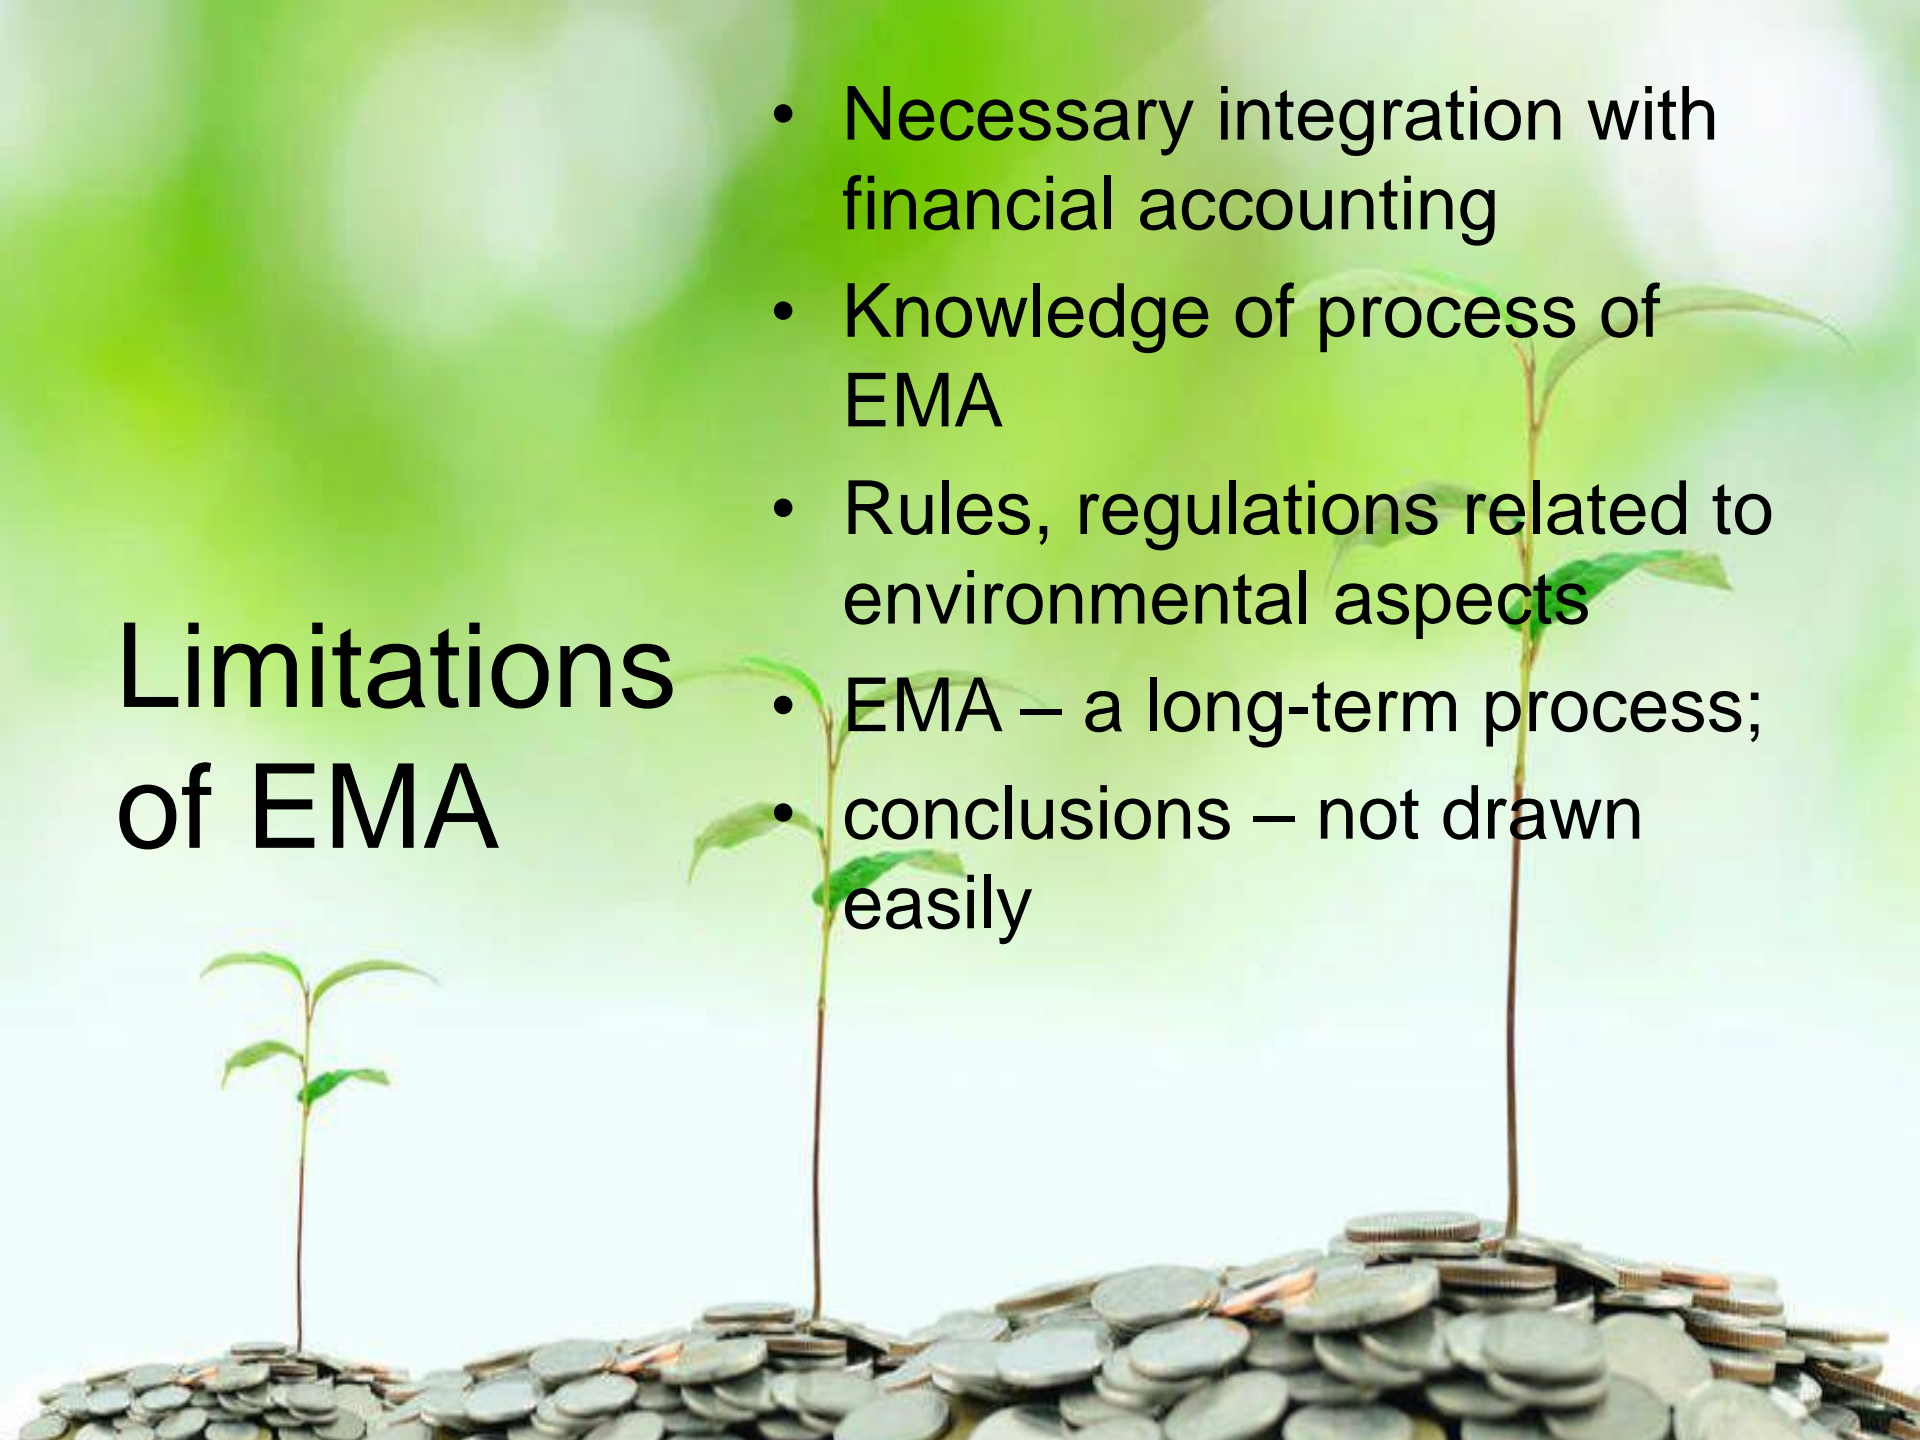 Limitations
of EMA
• Necessary integration with
financial accounting
• Knowledge of process of
EMA
• Rules, regulations related to
environmental aspects
• EMA – a long-term process;
• conclusions – not drawn
easily